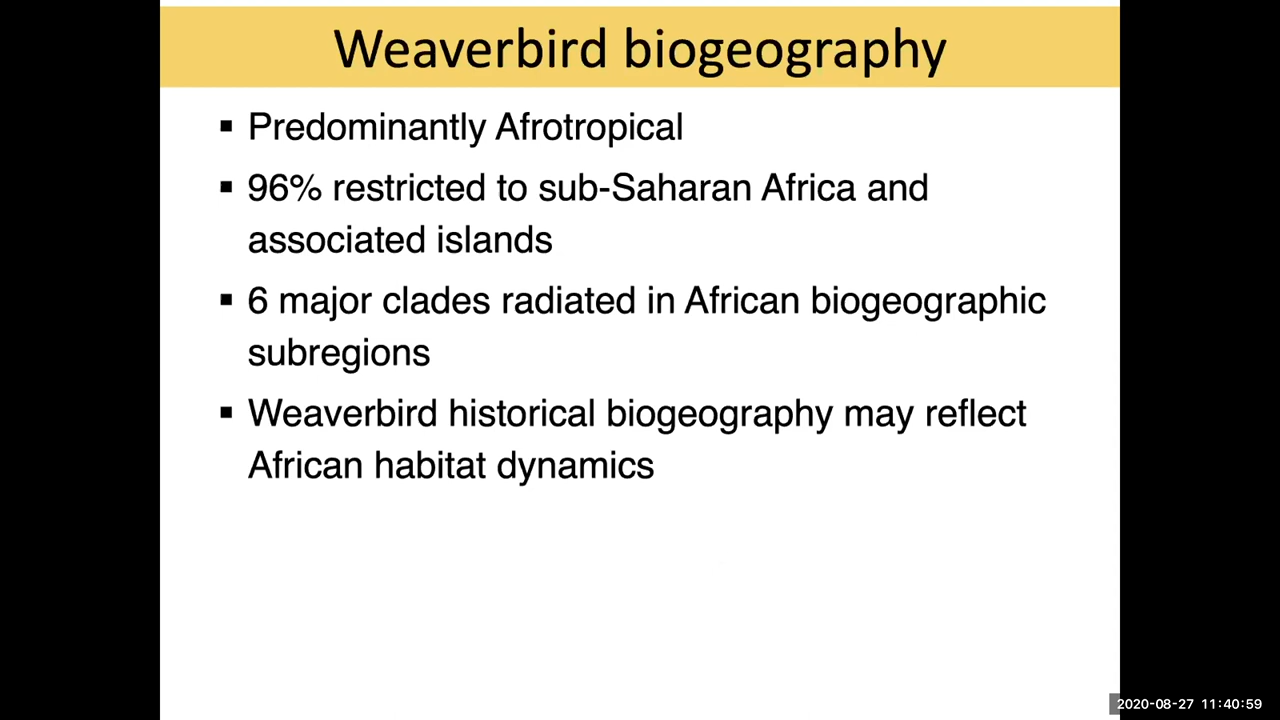 Weaverbird biogeography
▪ Predominantly Afrotropical
▪ 96% restricted to sub-Saharan Africa and
associated islands
▪ 6 major clades radiated in African biogeographic
subregions
▪ Weaverbird historical biogeography may reflect
African habitat dynamics
2020-08-27 11:40:59